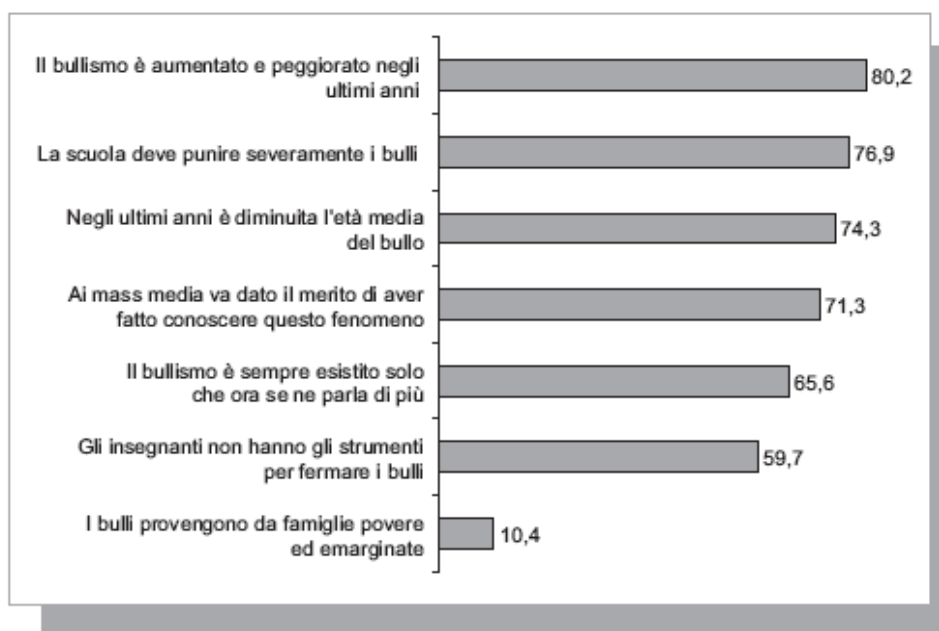 Il bullismo è aumentato e peggiorato negli
ultimi anni
80,2
La scuola deve punire severamente i bulli
76,9
Negli ultimi anni è diminuita l'età media
del bullo
74,3
Ai mass media va dato il merito di aver
fatto conoscere questo fenomeno
71,3
Il bullismo è sempre esistito solo
che ora se ne parla di più
65,6
Gli insegnanti non hanno gli strumenti
per fermare i bulli
59,7
I bulli provengono da famiglie povere
ed emarginate
10,4